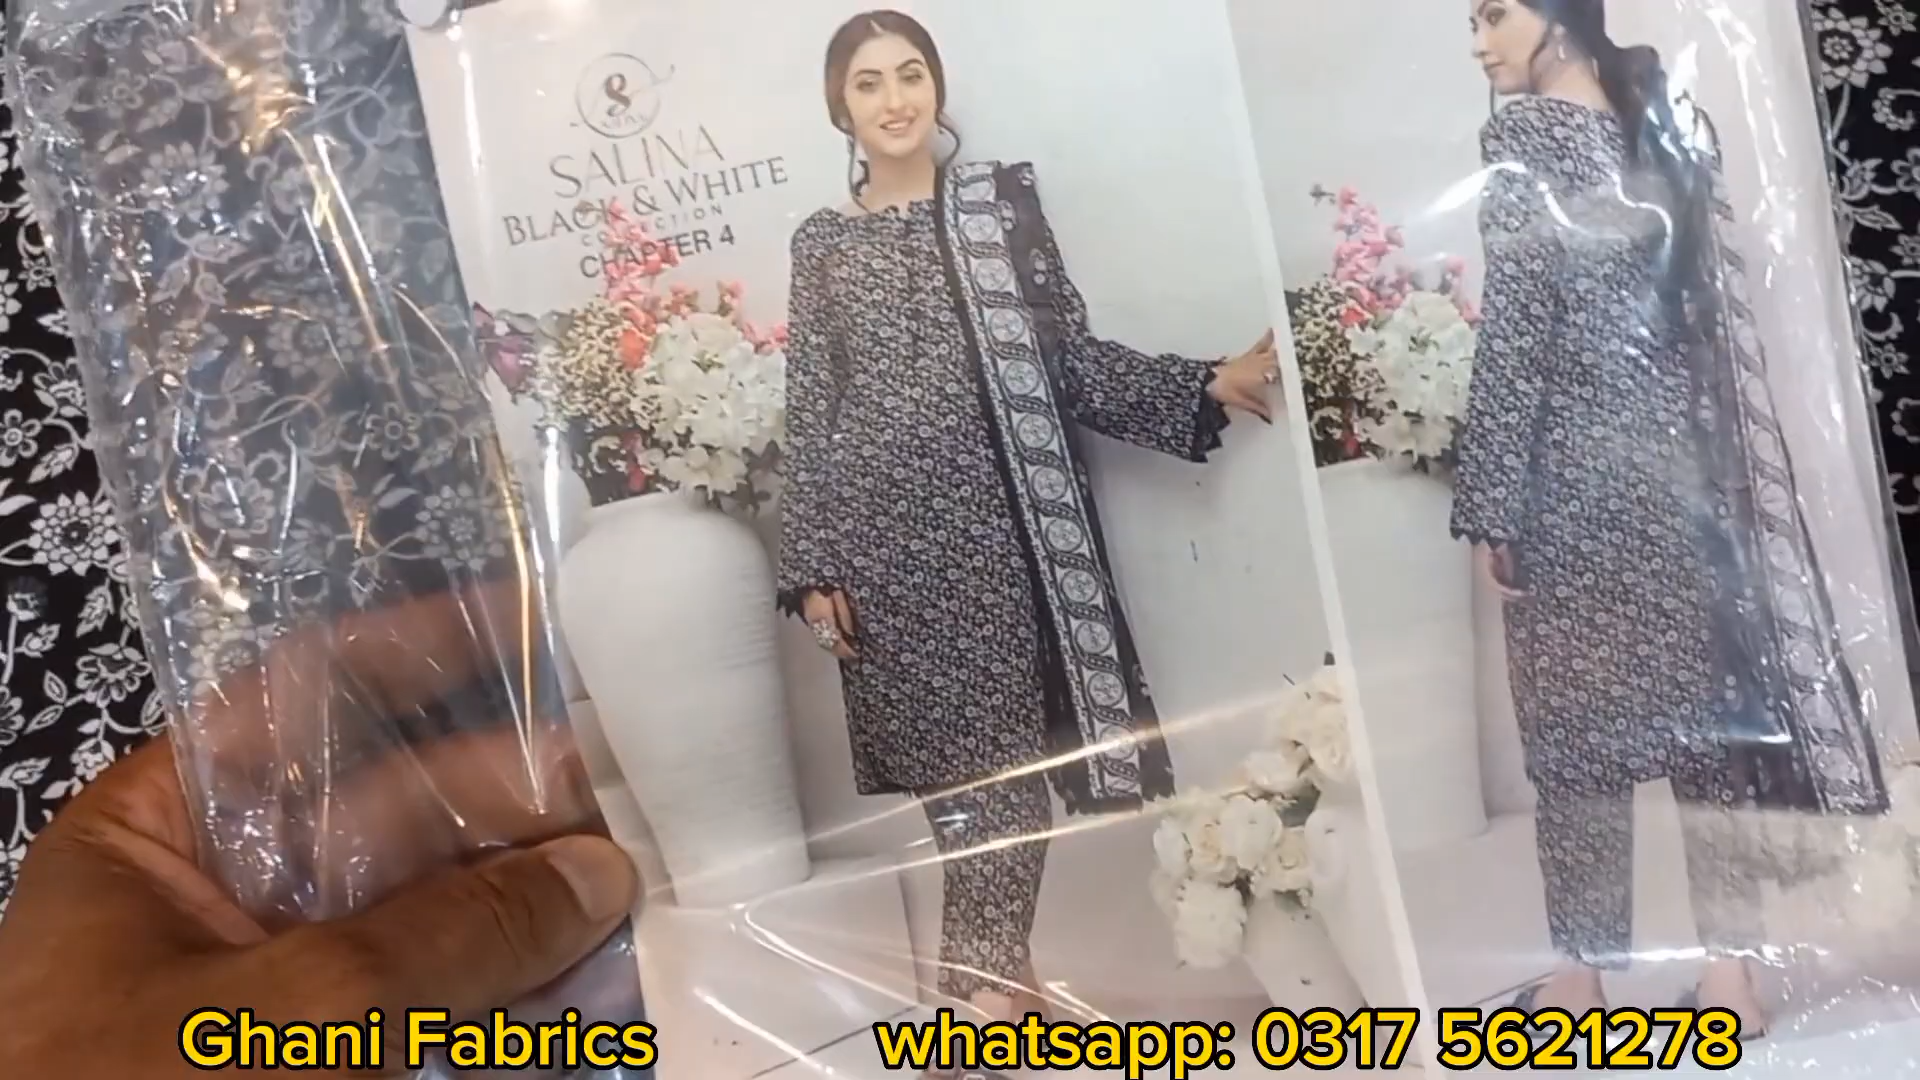 SALINA
BLACK & WHITE
COLLECTION
CHAPTER 4
Ghani Fabrics
whatsapp: 0317 5621278